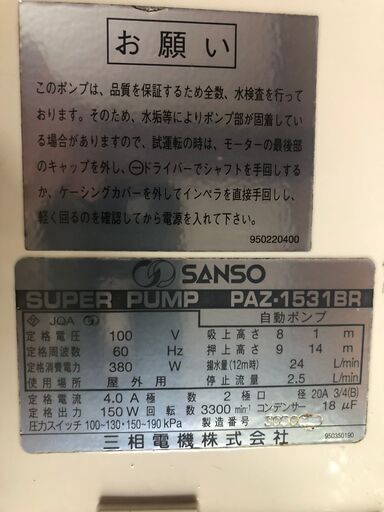 お願い
このポンプは、品質を保証するため全数、水検査を行って
おります。そのため、水垢等によりポンプ部が固着してい
る場合がありますので、試運転の時は、モーターの最後部
のキャップを外し、⊖ドライバーでシャフトを手回しする
か、ケーシングカバーを外してインペラを直接手回しし、
軽く回るのを確認してから電源を入れて下さい。
950220400
SANSO
SUPER PUMP PAZ-1531BR
JQA 自動ポンプ
定格電圧 100 V 吸上高さ 8 1 m
定格周波数 60 Hz 押上高さ 9 14 m
定格消費電力 380 W 揚水量(12m時) 24 L/min
使用場所 屋外用 停止流量 2.5 L/min
定格電流 4.0 A 極数 2 極 口径 20A 3/4(B)
定格出力 150W 回転数 3300 min⁻¹ コンデンサー 18 μF
圧力スイッチ 100~130・150~190 kPa 製造番号
三相電機株式会社 950350190